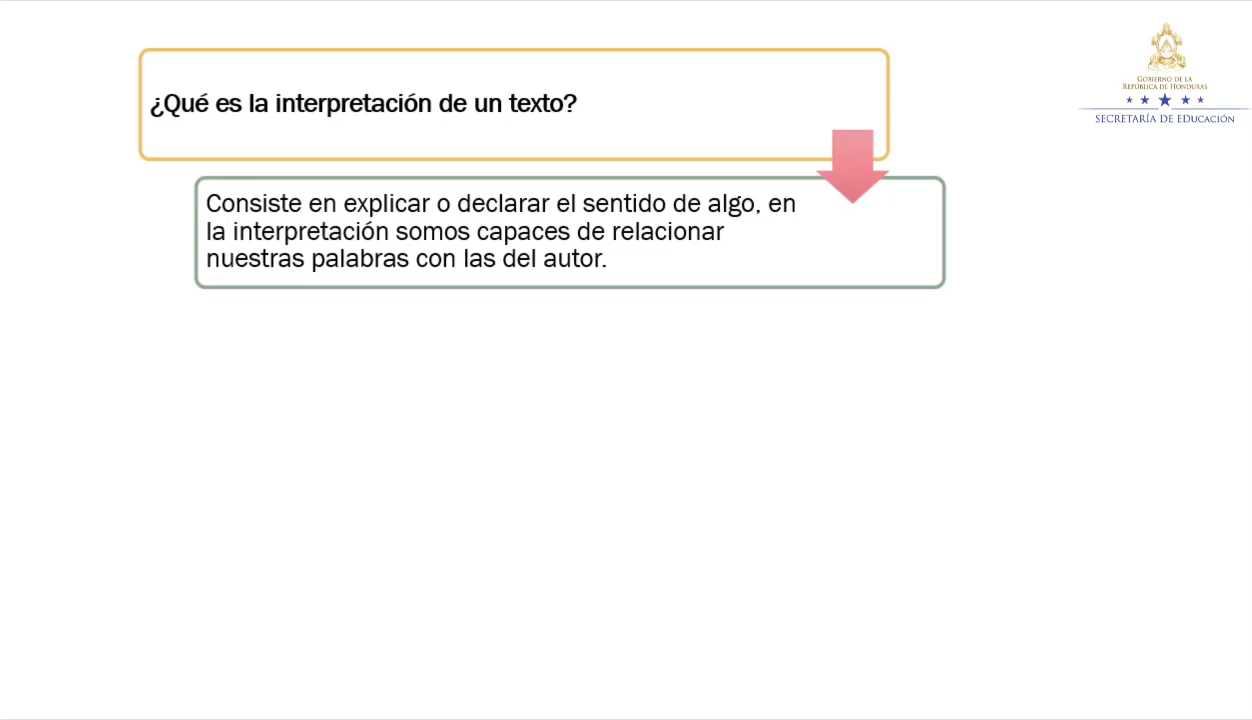 ¿Qué es la interpretación de un texto?
Consiste en explicar o declarar el sentido de algo, en
la interpretación somos capaces de relacionar
nuestras palabras con las del autor.
GOBIERNO DE LA
REPÚBLICA DE HONDURAS
SECRETARÍA DE EDUCACIÓN